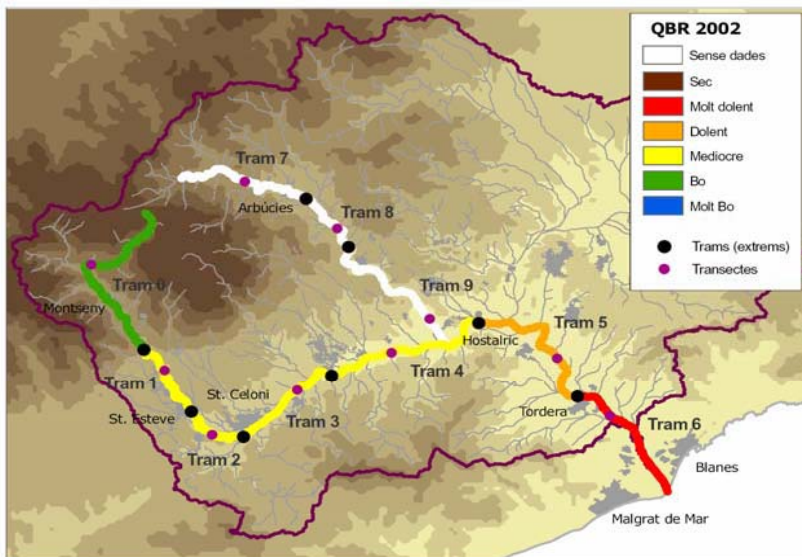 QBR 2002
Sense dades
Sec
Molt dolent
Dolent
Mediocre
Bo
Molt Bo
Trams (extrems)
Transectes
Tram 7
Arbúcies
Tram 8
Tram 0
Montseny
Tram 9
Hostalric
Tram 5
Tram 1
St. Celoni
Tram 4
St. Esteve
Tram 3
Tordera
Tram 2
Tram 6
Blanes
Malgrat de Mar